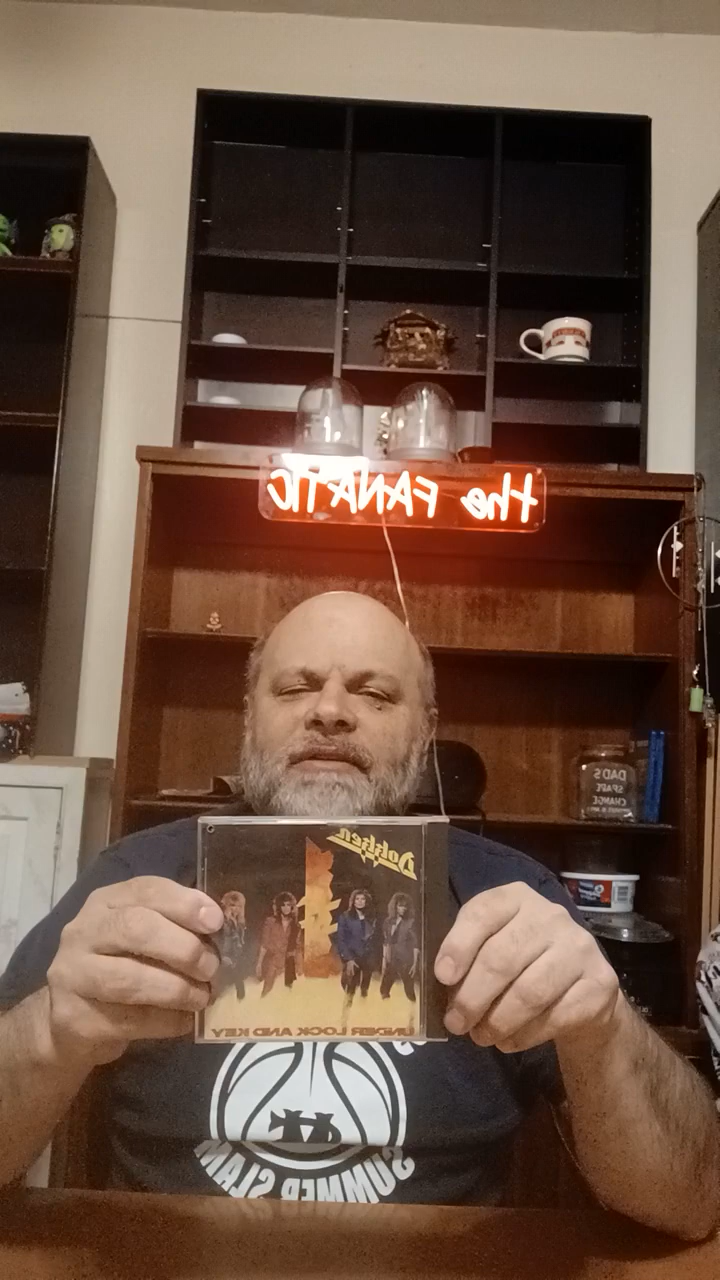 the FANATIC
DAD'S
SPARE
CHANGE
Dokken
UNDER LOCK AND KEY
SUMMER SLAM